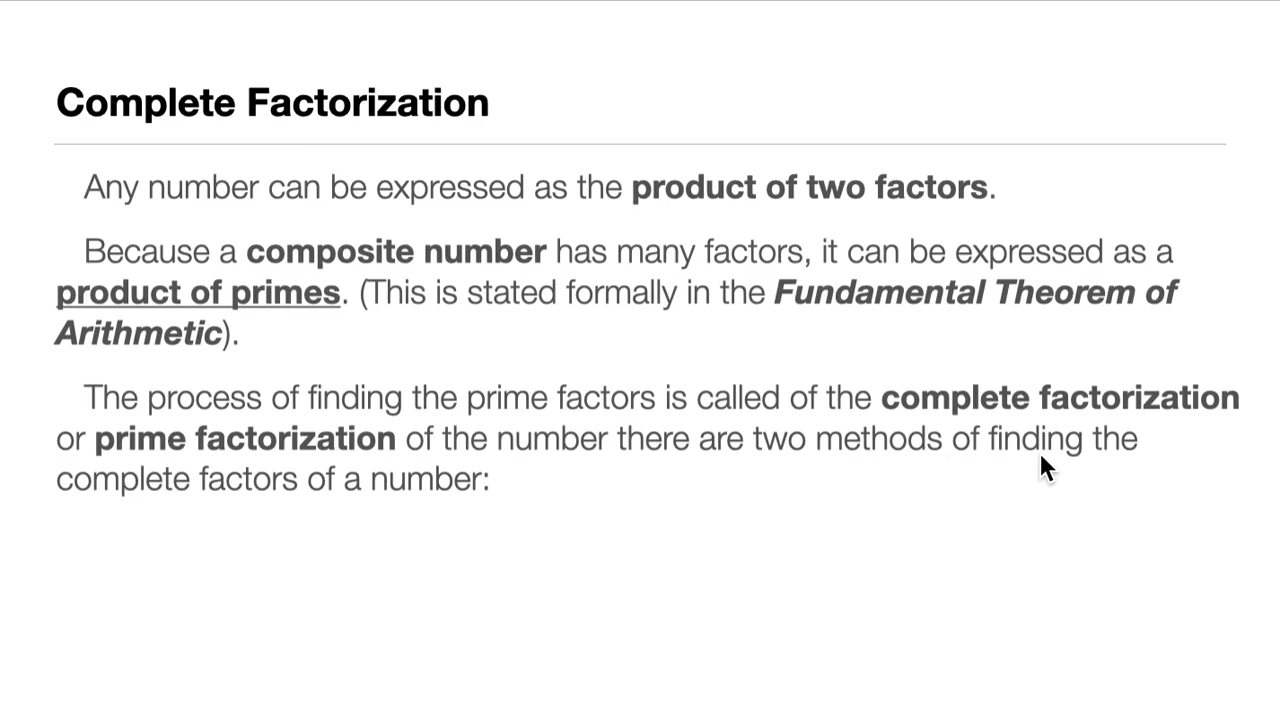 Complete Factorization
Any number can be expressed as the product of two factors.
Because a composite number has many factors, it can be expressed as a
product of primes. (This is stated formally in the Fundamental Theorem of
Arithmetic).
The process of finding the prime factors is called of the complete factorization
or prime factorization of the number there are two methods of finding the
complete factors of a number: